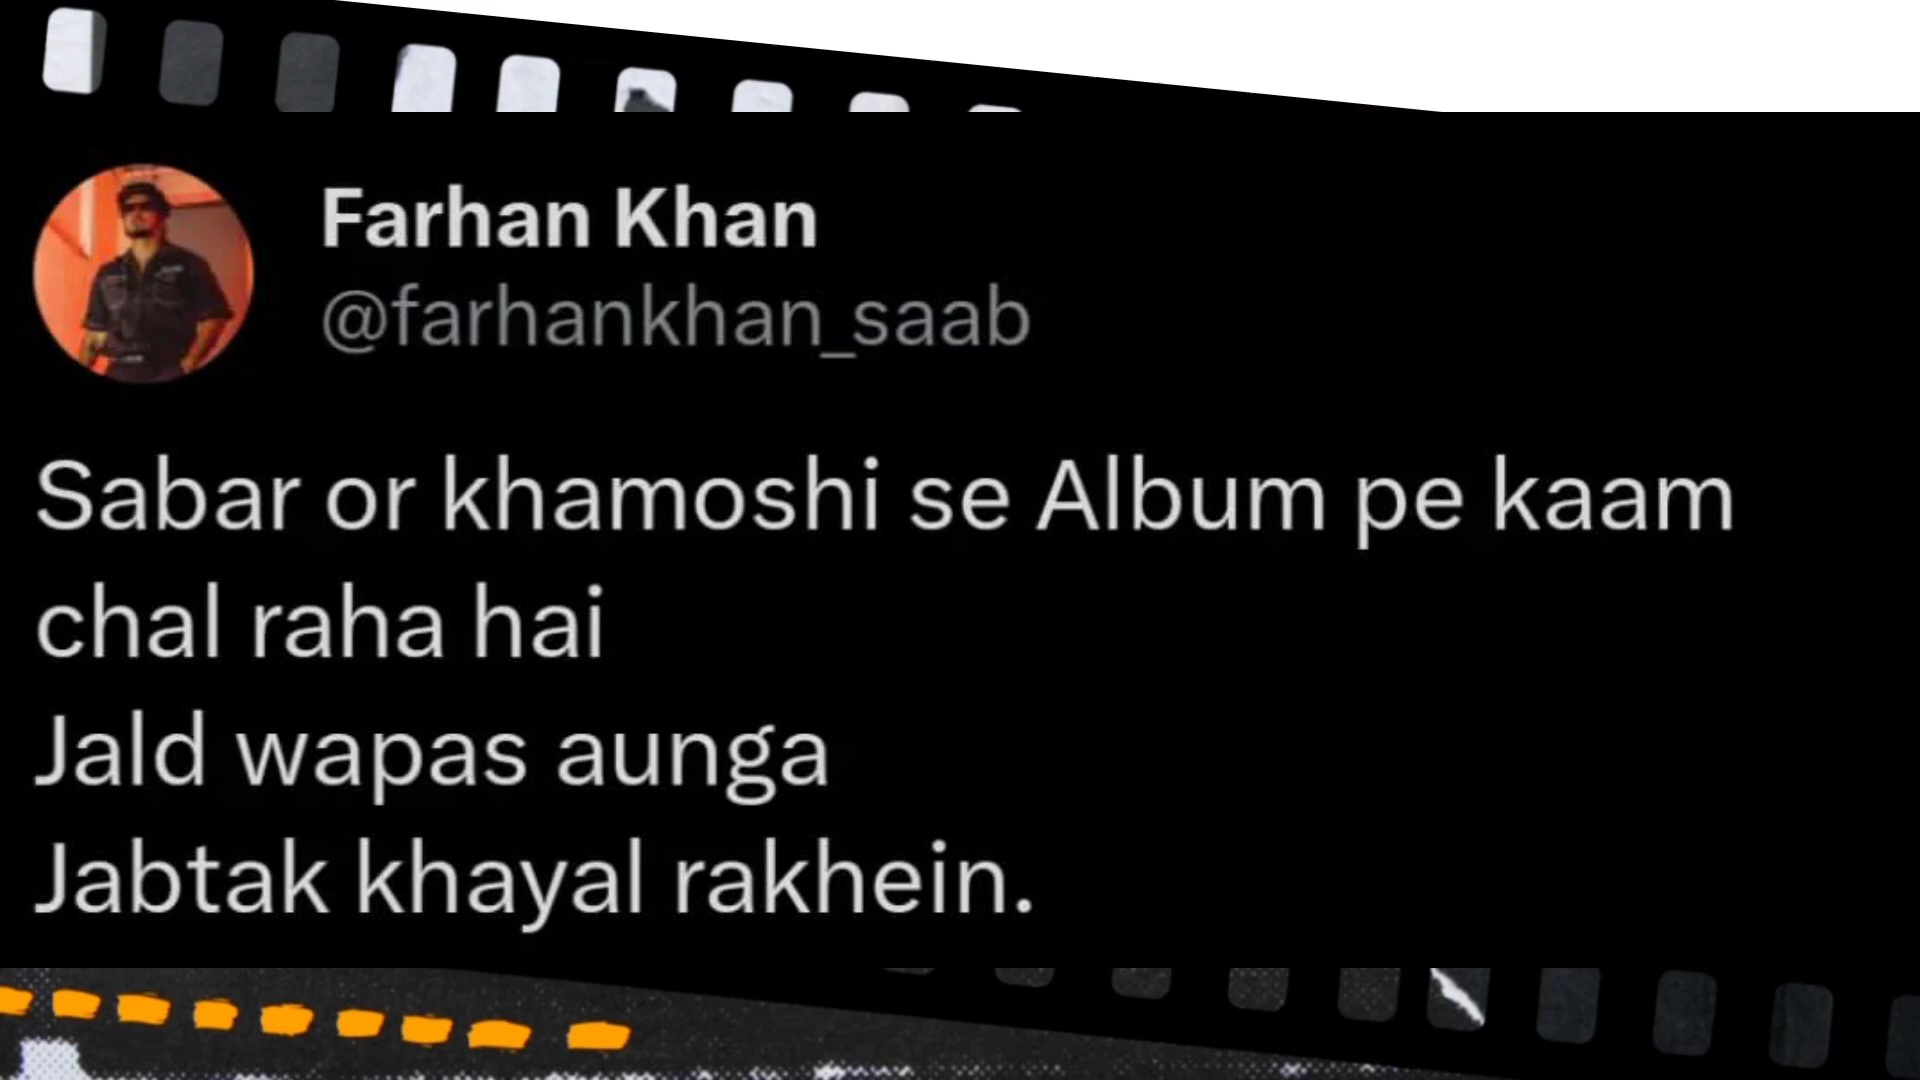 Farhan Khan
@farhankhan_saab
Sabar or khamoshi se Album pe kaam
chal raha hai
Jald wapas aunga
Jabtak khayal rakhein.